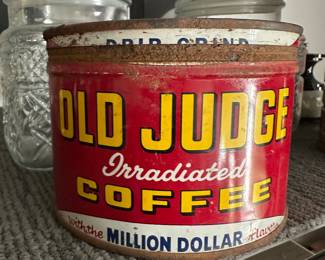 DRIP GRIND
OLD JUDGE
Irradiated
COFFEE
With the MILLION DOLLAR Flavor